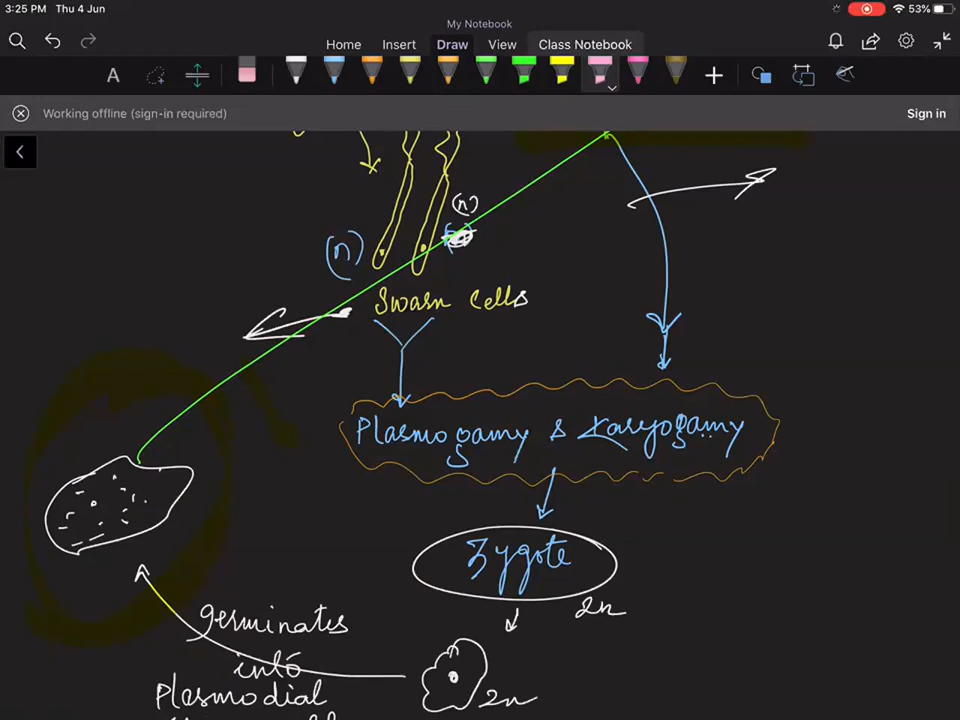 3:25 PM Thu 4 Jun
53%
My Notebook
Home Insert Draw View Class Notebook
A
Working offline (sign-in required)
Sign in
(n)
(n)
Swarn Cells
Plasmogamy & Karyogamy
Zygote
2n
germinates
into
Plasmodial
2n